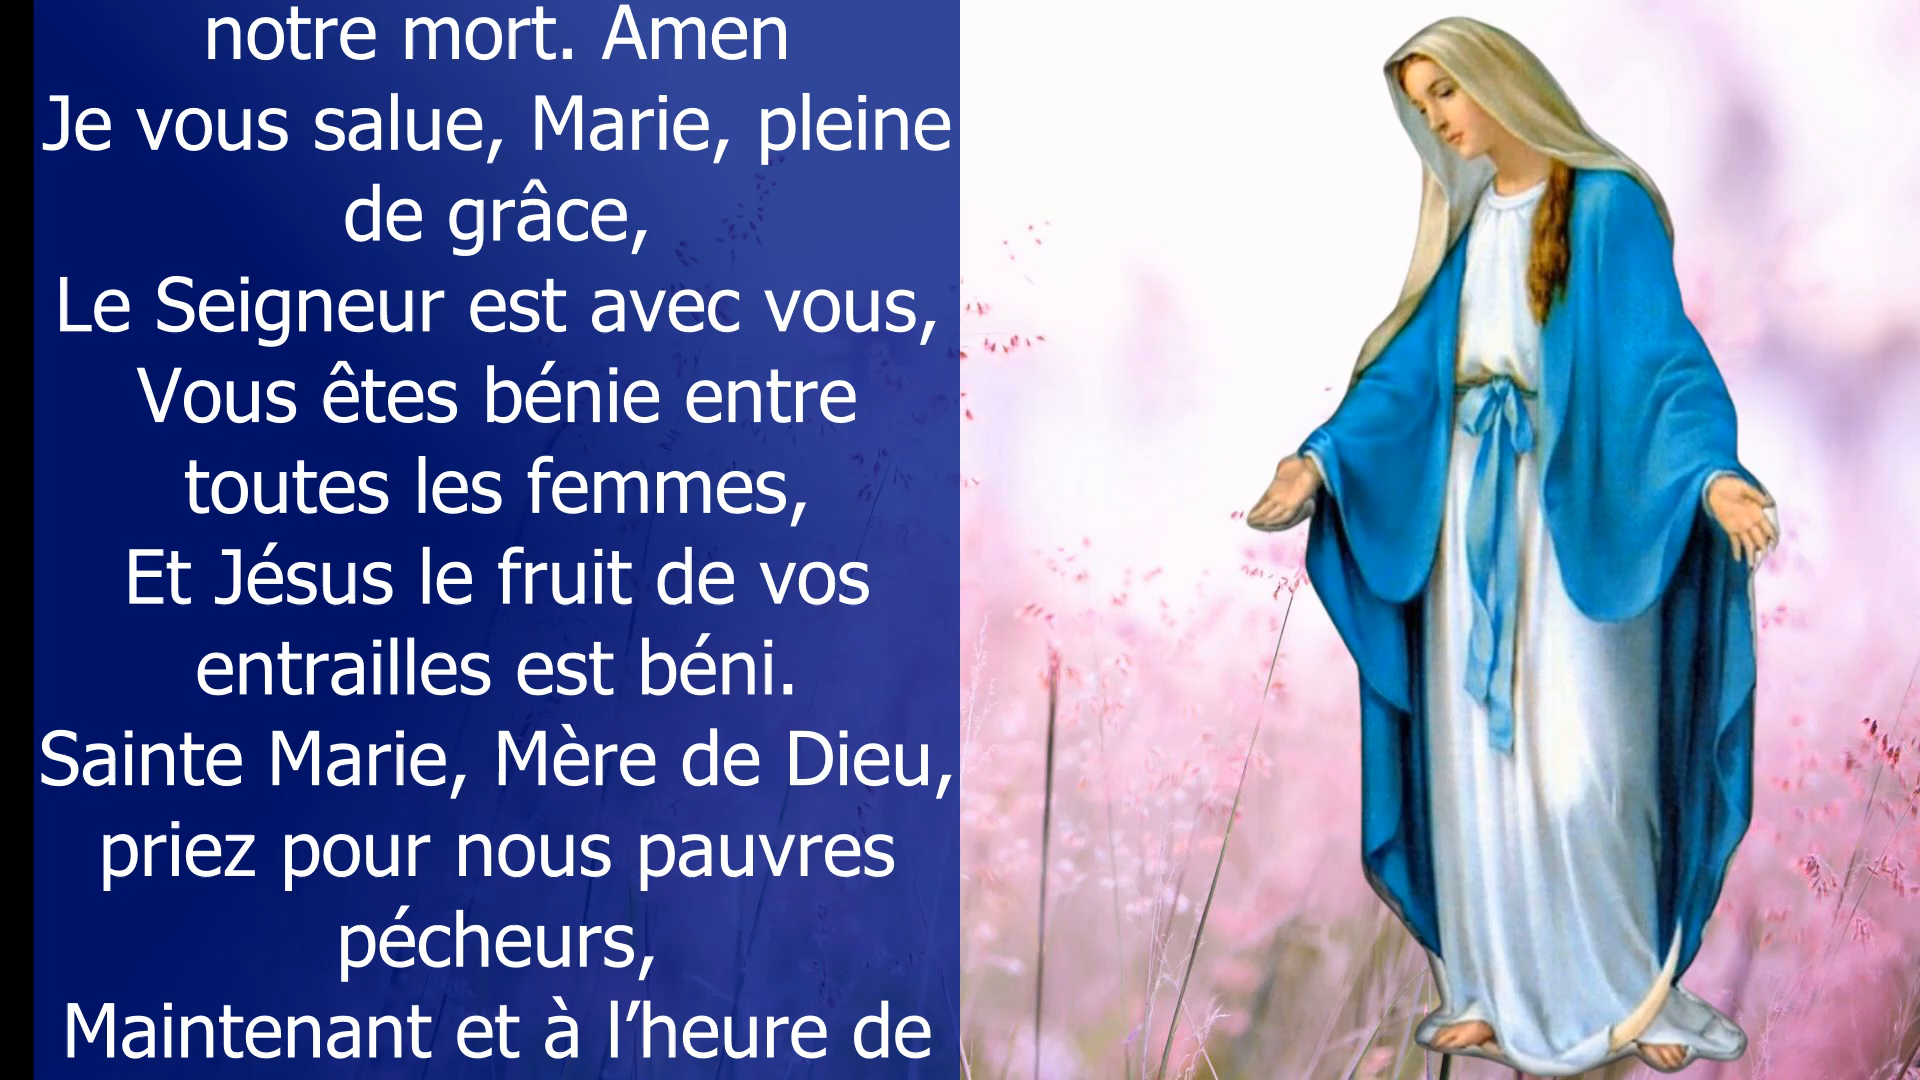 notre mort. Amen
Je vous salue, Marie, pleine
de grâce,
Le Seigneur est avec vous,
Vous êtes bénie entre
toutes les femmes,
Et Jésus le fruit de vos
entrailles est béni.
Sainte Marie, Mère de Dieu,
priez pour nous pauvres
pécheurs,
Maintenant et à l’heure de